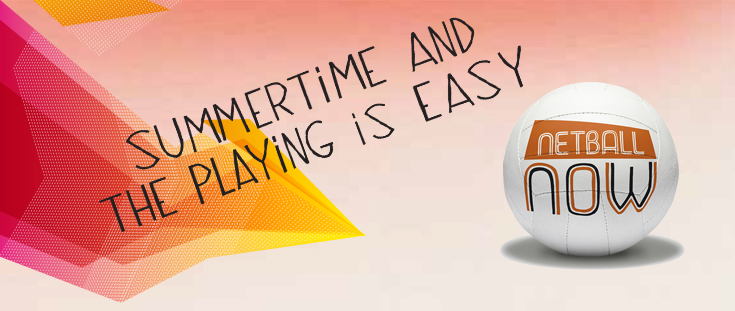 SUMMERTiME AND
THE PLAYiNG iS EASY
NETBALL
NOW